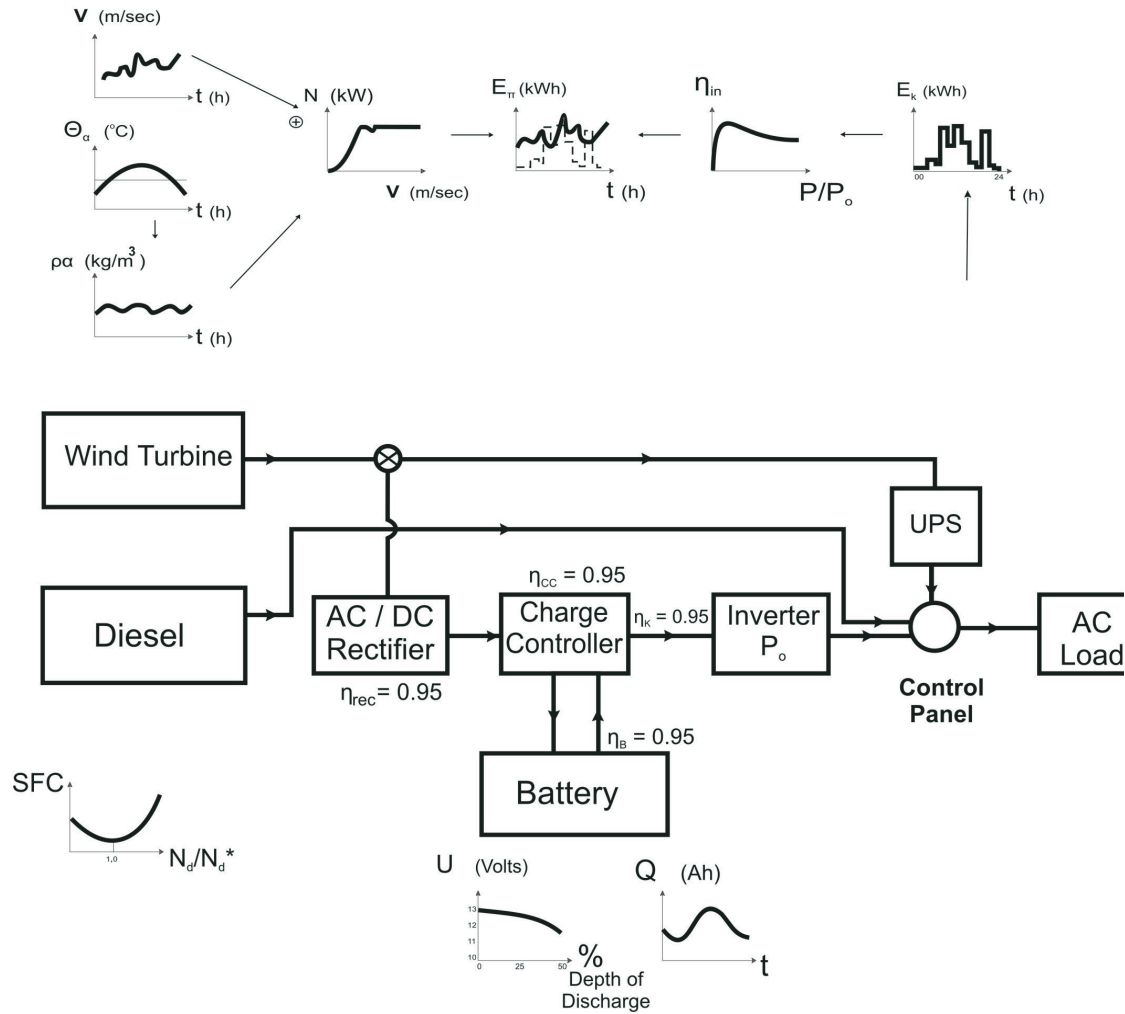 V (m/sec)
t (h)
Θα (°C)
t (h)
ρα (kg/m³)
t (h)
⊕
N (kW)
V (m/sec)
Eπ (kWh)
t (h)
ηin
P/Po
Ek (kWh)
00 24
t (h)
Wind Turbine
UPS
Diesel
AC / DC
Rectifier
ηrec = 0.95
ηCC = 0.95
Charge
Controller
ηK = 0.95
Inverter
Po
Control
Panel
AC
Load
ηB = 0.95
Battery
SFC
1,0
Nd/Nd*
U (Volts)
13
12
11
10
0 25 50
%
Depth of
Discharge
Q (Ah)
t